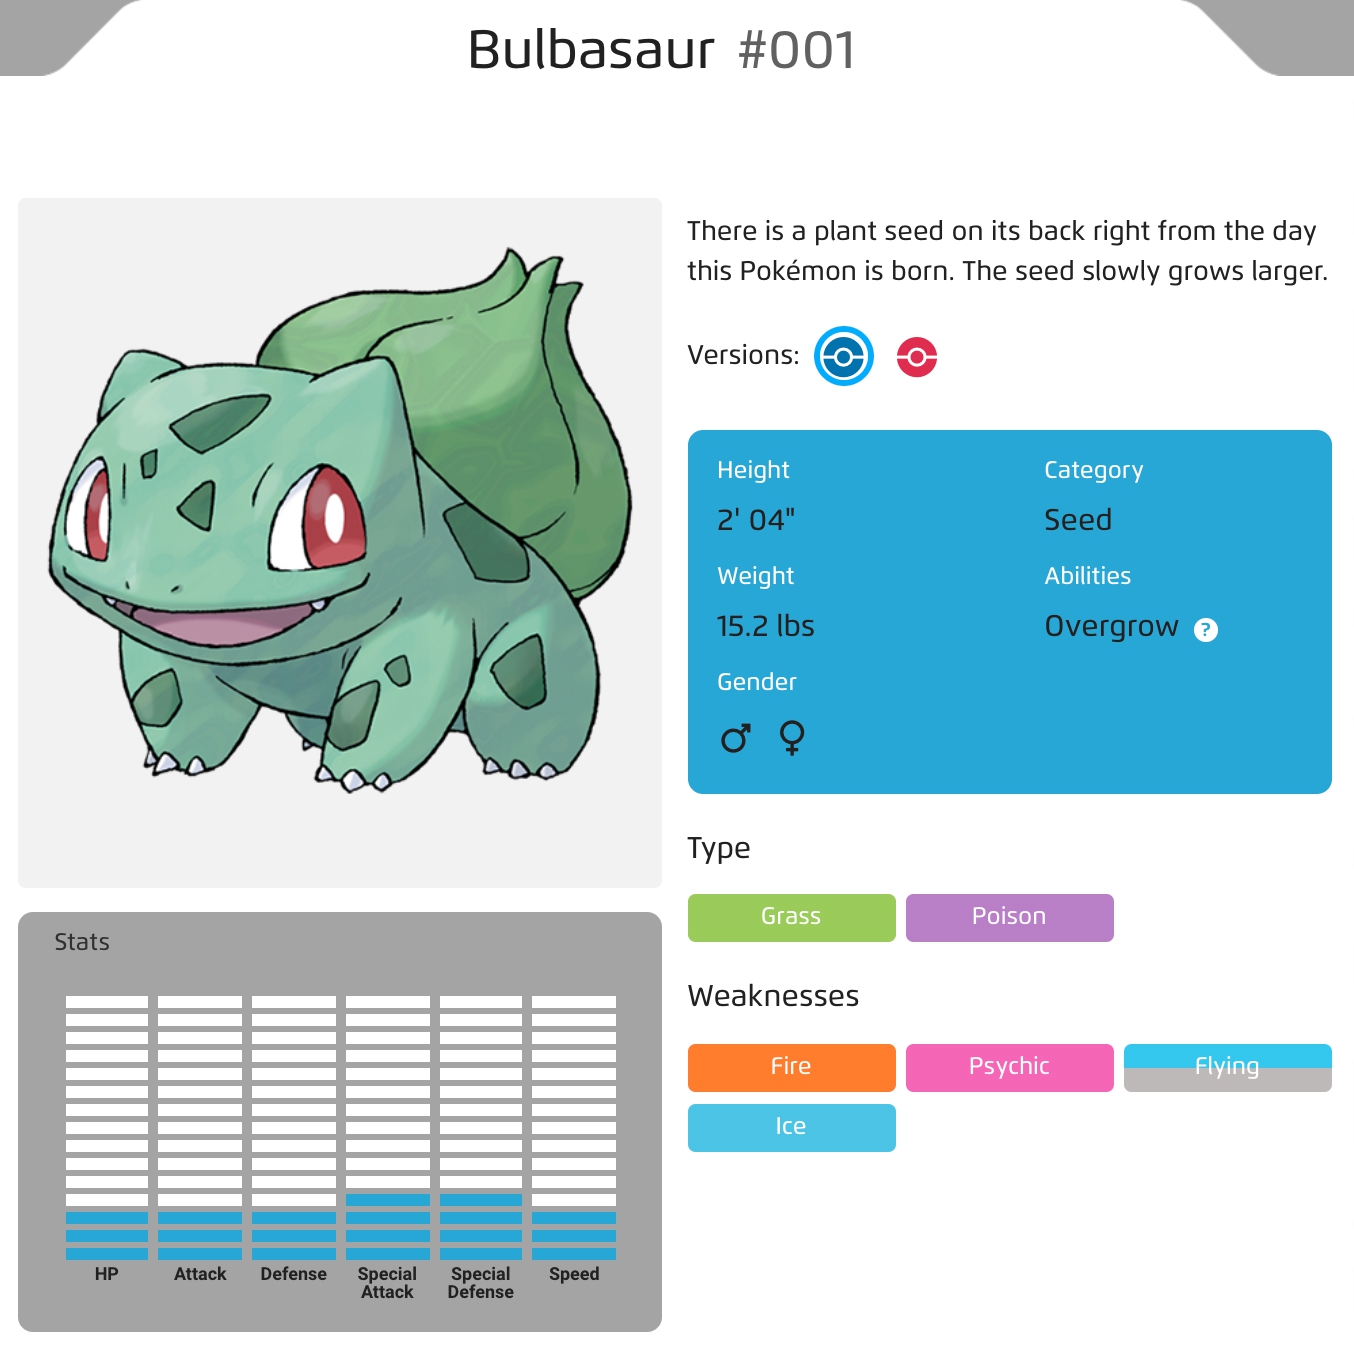 Bulbasaur #001
There is a plant seed on its back right from the day
this Pokémon is born. The seed slowly grows larger.
Versions:
Height
2' 04"
Weight
15.2 lbs
Gender
♂ ♀
Category
Seed
Abilities
Overgrow ?
Type
Grass
Poison
Weaknesses
Fire
Psychic
Flying
Ice
Stats
HP
Attack
Defense
Special
Attack
Special
Defense
Speed